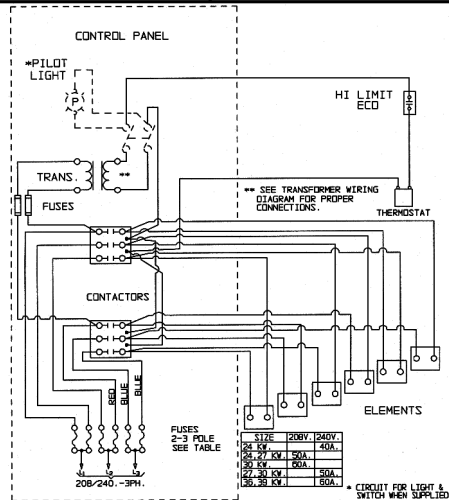 CONTROL PANEL
*PILOT
LIGHT
P
HI LIMIT
ECO
TRANS.
**
FUSES
** SEE TRANSFORMER WIRING
DIAGRAM FOR PROPER
CONNECTIONS.
THERMOSTAT
CONTACTORS
RED
BLUE
BLUE
ELEMENTS
FUSES
2-3 POLE
SEE TABLE
L1
L2
L3
208/240.-3PH.
SIZE 208V. 240V.
24 KW. 40A.
24,27 KW. 50A.
30 KW. 60A.
27,30 KW. 50A.
36,39 KW. 60A.
* CIRCUIT FOR LIGHT &
SWITCH WHEN SUPPLIED